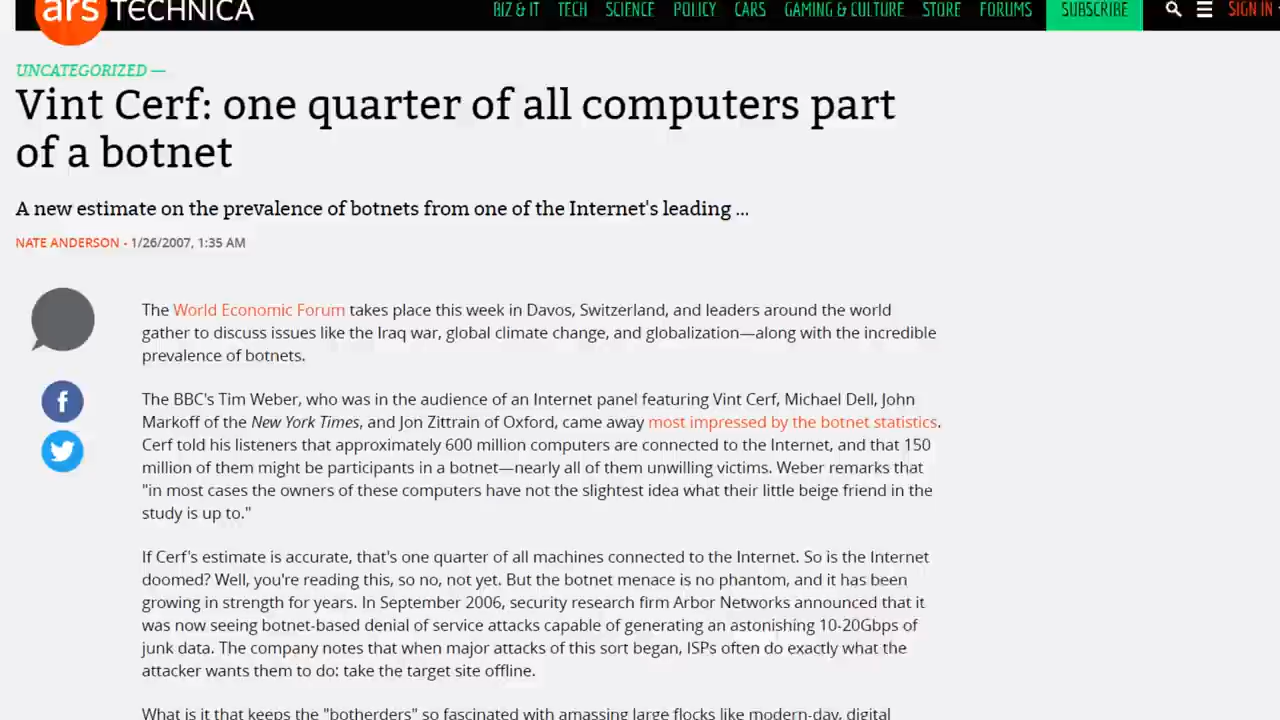 ars TECHNICA
BIZ & IT TECH SCIENCE POLICY CARS GAMING & CULTURE STORE FORUMS SUBSCRIBE SIGN IN
UNCATEGORIZED —
Vint Cerf: one quarter of all computers part
of a botnet
A new estimate on the prevalence of botnets from one of the Internet's leading ...
NATE ANDERSON - 1/26/2007, 1:35 AM
The World Economic Forum takes place this week in Davos, Switzerland, and leaders around the world
gather to discuss issues like the Iraq war, global climate change, and globalization—along with the incredible
prevalence of botnets.
The BBC's Tim Weber, who was in the audience of an Internet panel featuring Vint Cerf, Michael Dell, John
Markoff of the New York Times, and Jon Zittrain of Oxford, came away most impressed by the botnet statistics.
Cerf told his listeners that approximately 600 million computers are connected to the Internet, and that 150
million of them might be participants in a botnet—nearly all of them unwilling victims. Weber remarks that
"in most cases the owners of these computers have not the slightest idea what their little beige friend in the
study is up to."
If Cerf's estimate is accurate, that's one quarter of all machines connected to the Internet. So is the Internet
doomed? Well, you're reading this, so no, not yet. But the botnet menace is no phantom, and it has been
growing in strength for years. In September 2006, security research firm Arbor Networks announced that it
was now seeing botnet-based denial of service attacks capable of generating an astonishing 10-20Gbps of
junk data. The company notes that when major attacks of this sort began, ISPs often do exactly what the
attacker wants them to do: take the target site offline.
What is it that keeps the "botherders" so fascinated with amassing large flocks like modern-day, digital